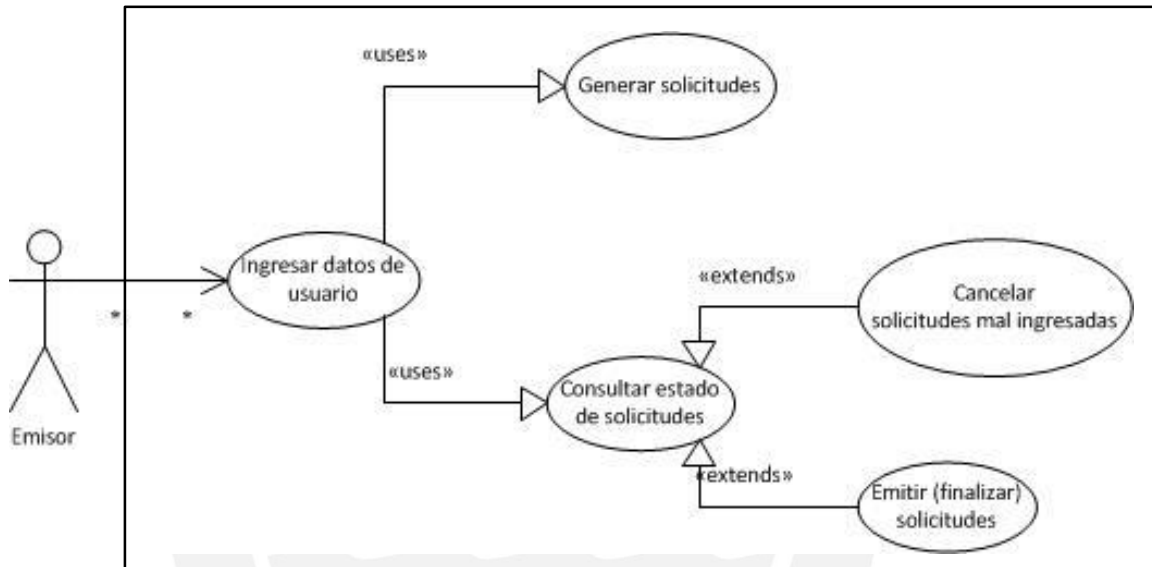 «uses»
Generar solicitudes
Ingresar datos de
usuario
* *
Emisor
«uses»
Consultar estado
de solicitudes
«extends»
Cancelar
solicitudes mal ingresadas
«extends»
Emitir (finalizar)
solicitudes